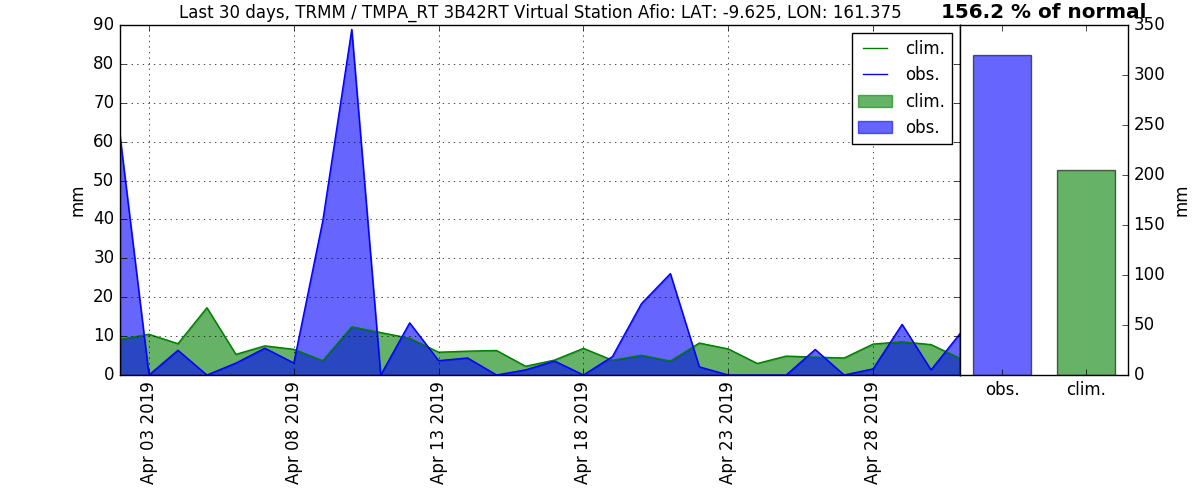 Last 30 days, TRMM / TMPA_RT 3B42RT Virtual Station Afio: LAT: -9.625, LON: 161.375
156.2 % of normal
90
80
70
60
50
40
30
20
10
0
mm
clim.
obs.
clim.
obs.
Apr 03 2019
Apr 08 2019
Apr 13 2019
Apr 18 2019
Apr 23 2019
Apr 28 2019
350
300
250
200
150
100
50
0
mm
obs.
clim.